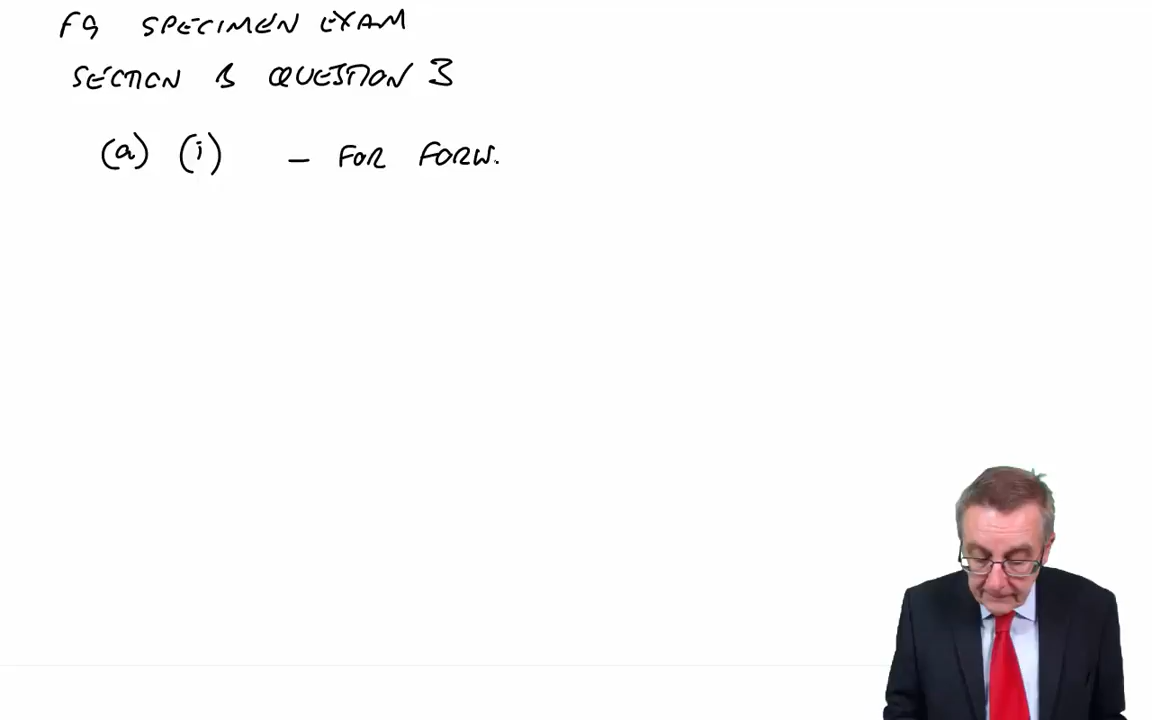 F9 SPECIMEN EXAM
SECTION B QUESTION 3
(a) (i) - FOR FORW.